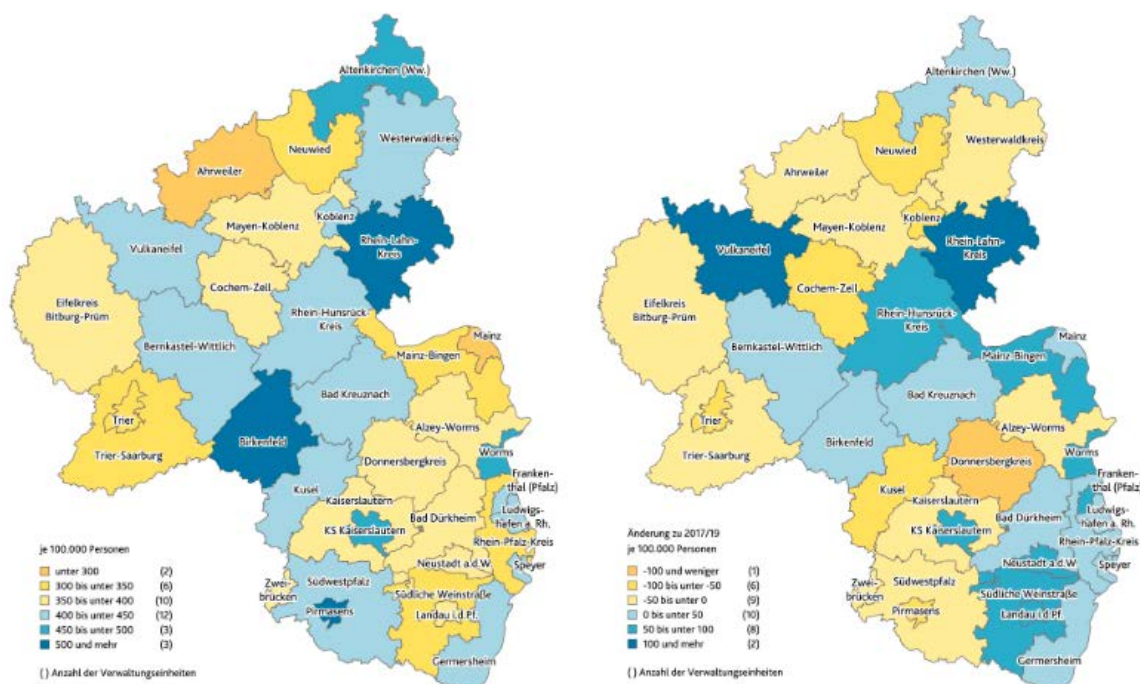 Altenkirchen (Ww.)
Westerwaldkreis
Neuwied
Ahrweiler
Mayen-Koblenz
Koblenz
Rhein-Lahn-
Kreis
Vulkaneifel
Cochem-Zell
Eifelkreis
Bitburg-Prüm
Rhein-Hunsrück-
Kreis
Bernkastel-Wittlich
Mainz
Mainz-Bingen
Bad Kreuznach
Trier
Trier-Saarburg
Birkenfeld
Alzey-Worms
Worms
Donnersbergkreis
Kusel
Franken-
thal (Pfalz)
Kaiserslautern
Ludwigs-
hafen a. Rh.
KS Kaiserslautern
Bad Dürkheim
Rhein-Pfalz-Kreis
Neustadt a.d.W.
Speyer
Zwei-
brücken
Südwestpfalz
Südliche Weinstraße
Pirmasens
Landau i.d.Pf.
Germersheim
je 100.000 Personen
unter 300 (2)
300 bis unter 350 (6)
350 bis unter 400 (10)
400 bis unter 450 (12)
450 bis unter 500 (3)
500 und mehr (3)
( ) Anzahl der Verwaltungseinheiten
Altenkirchen (Ww.)
Westerwaldkreis
Neuwied
Ahrweiler
Mayen-Koblenz
Koblenz
Rhein-Lahn-
Kreis
Vulkaneifel
Cochem-Zell
Eifelkreis
Bitburg-Prüm
Rhein-Hunsrück-
Kreis
Bernkastel-Wittlich
Mainz
Mainz-Bingen
Bad Kreuznach
Trier
Trier-Saarburg
Birkenfeld
Alzey-Worms
Worms
Donnersbergkreis
Kusel
Franken-
thal (Pfalz)
Kaiserslautern
Ludwigs-
hafen a. Rh.
KS Kaiserslautern
Bad Dürkheim
Rhein-Pfalz-Kreis
Neustadt a.d.W.
Speyer
Zwei-
brücken
Südwestpfalz
Südliche Weinstraße
Pirmasens
Landau i.d.Pf.
Germersheim
Änderung zu 2017/19
je 100.000 Personen
-100 und weniger (1)
-100 bis unter -50 (6)
-50 bis unter 0 (9)
0 bis unter 50 (10)
50 bis unter 100 (8)
100 und mehr (2)
( ) Anzahl der Verwaltungseinheiten